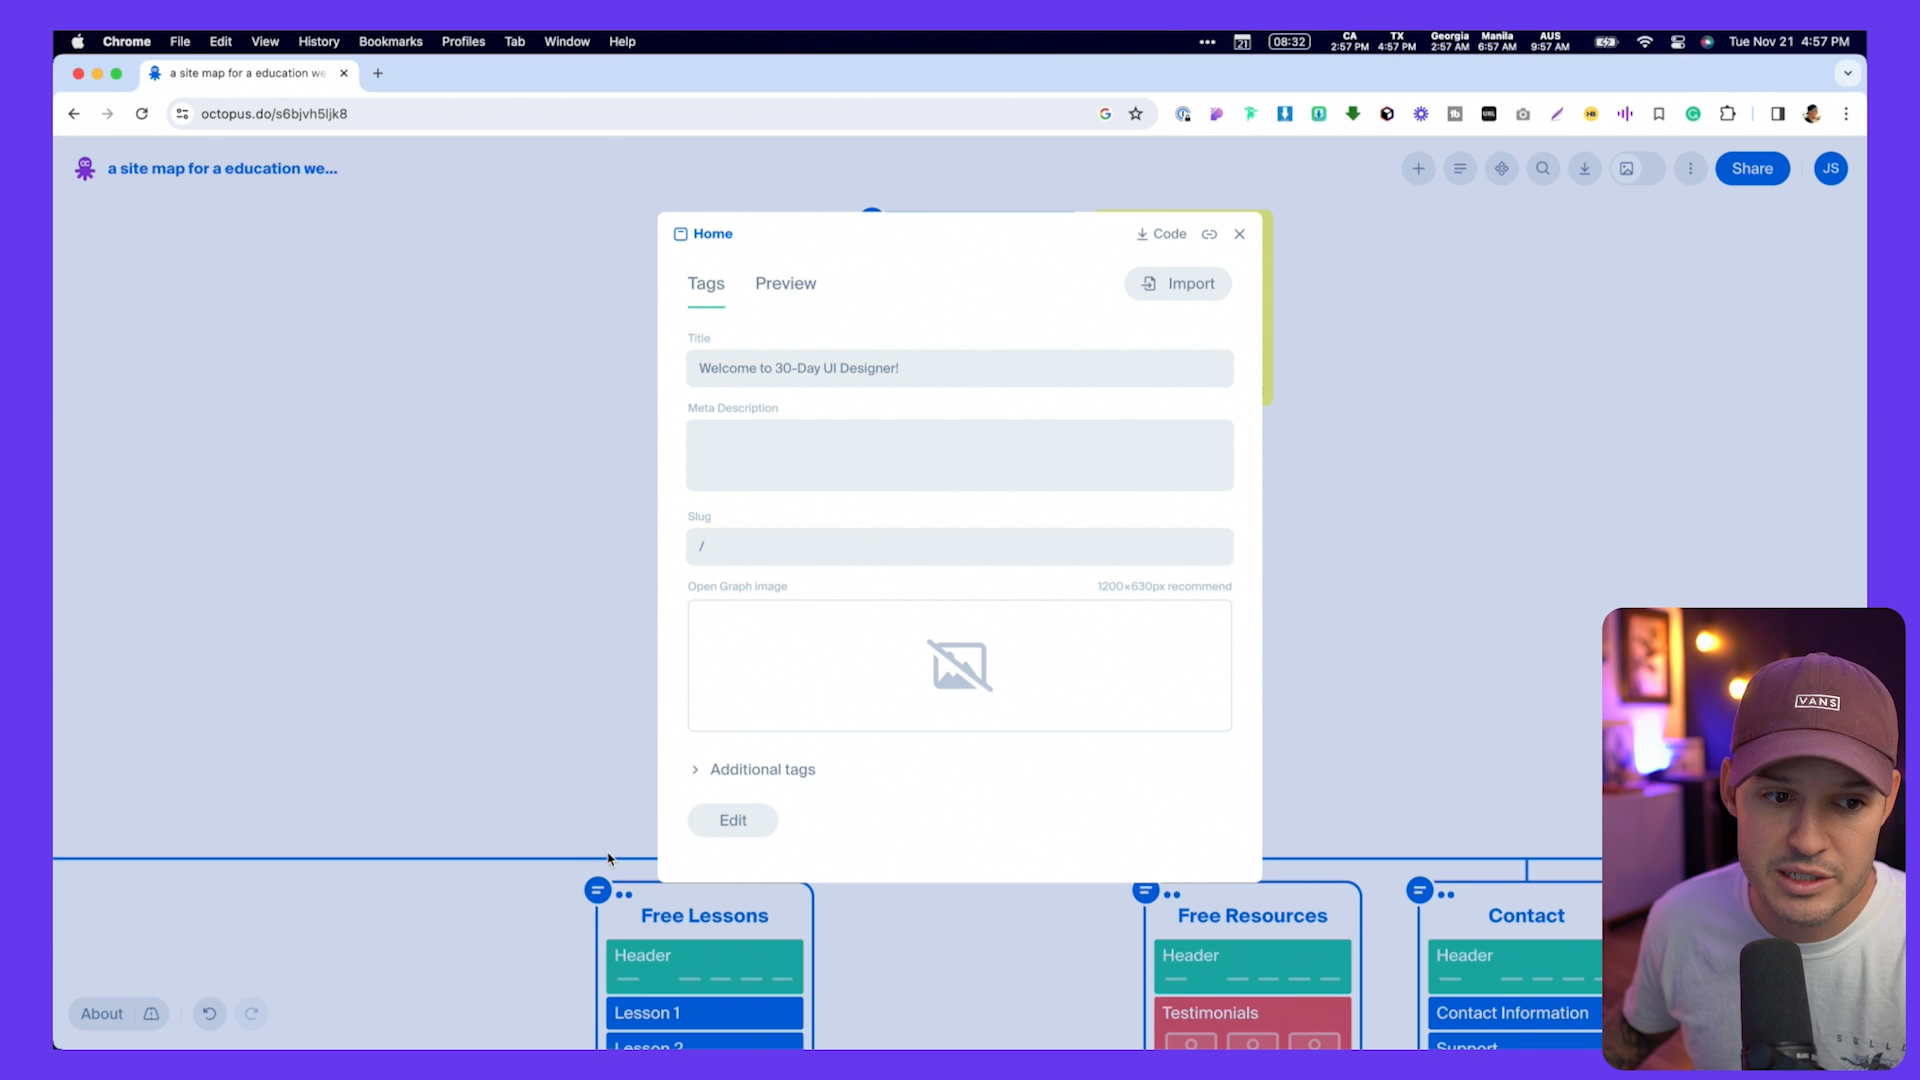 Chrome File Edit View History Bookmarks Profiles Tab Window Help
21 08:32 CA 2:57 PM TX 4:57 PM Georgia 2:57 AM Manila 6:57 AM AUS 9:57 AM Tue Nov 21 4:57 PM
a site map for a education we
octopus.do/s6bjvh5ljk8
a site map for a education we...
Share
JS
Home
Code
Tags
Preview
Import
Title
Welcome to 30-Day UI Designer!
Meta Description
Slug
/
Open Graph image
1200×630px recommend
Additional tags
Edit
Free Lessons
Header
Lesson 1
Lesson 2
Free Resources
Header
Testimonials
Contact
Header
Contact Information
Support
About
VANS